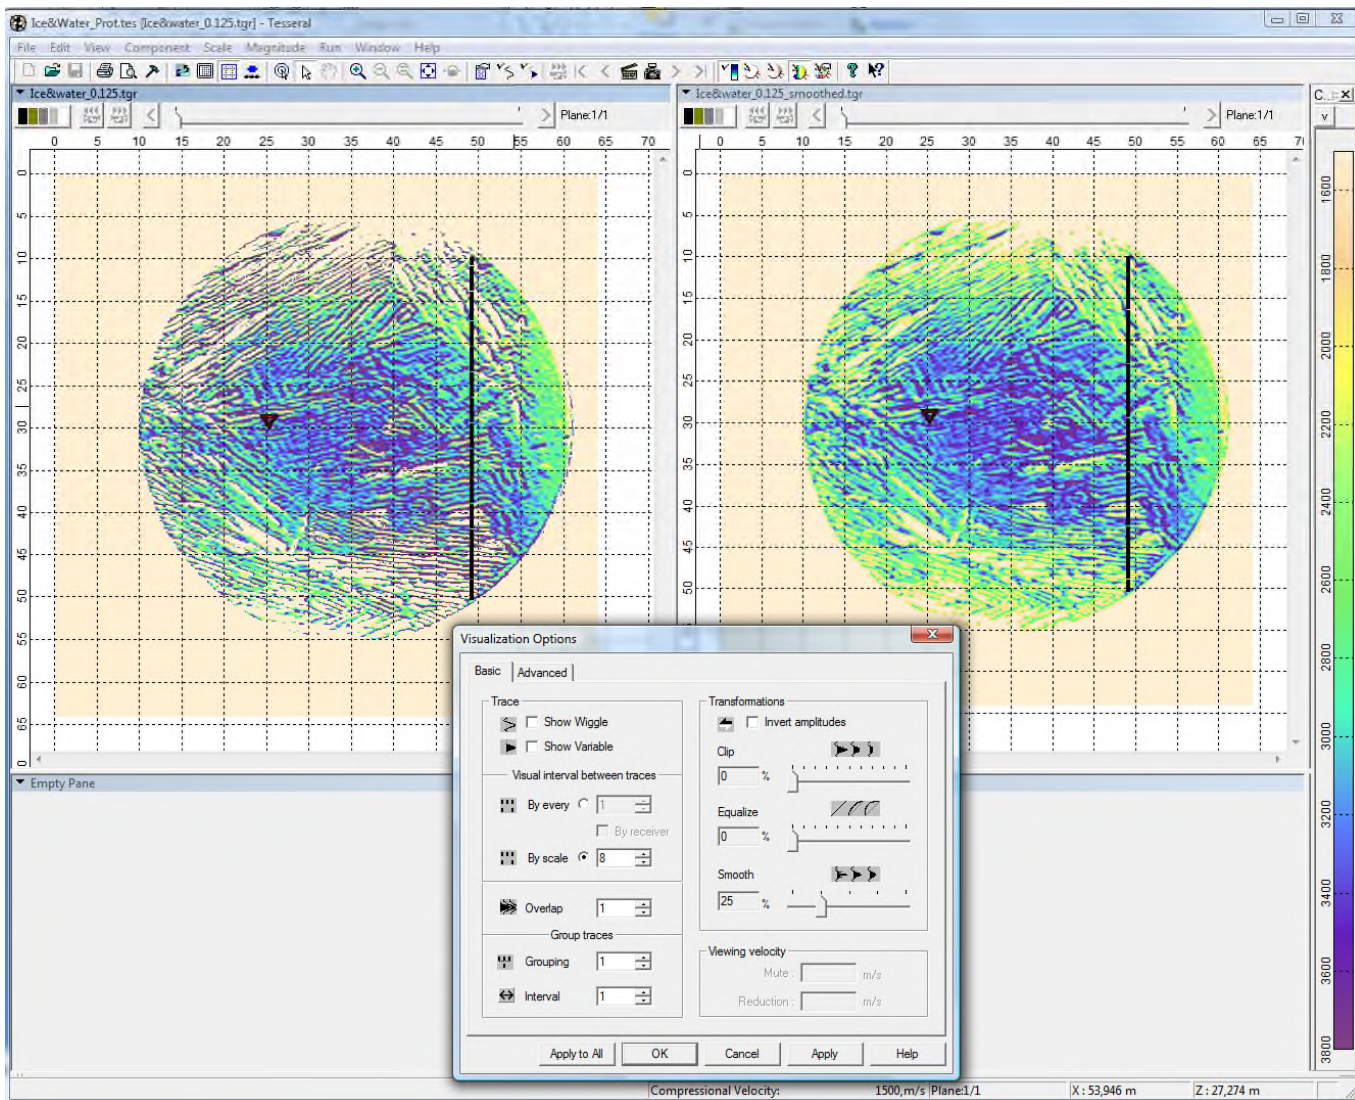 Ice&Water_Prot.tes [Ice&water_0.125.tgr] - Tesseral
File Edit View Component Scale Magnitude Run Window Help
Ice&water_0.125.tgr
Plane:1/1
0 5 10 15 20 25 30 35 40 45 50 55 60 65 70
0
5
10
15
20
25
30
35
40
45
50
55
60
65
0
Ice&water_0.125_smoothed.tgr
Plane:1/1
0 5 10 15 20 25 30 35 40 45 50 55 60 65 7
0
5
10
15
20
25
30
35
40
45
50
C..
v
1600
1800
2000
2200
2400
2600
2800
3000
3200
3400
3600
3800
Empty Pane
Visualization Options
Basic Advanced
Trace
Show Wiggle
Show Variable
Visual interval between traces
By every 1
By receiver
By scale 8
Overlap 1
Group traces
Grouping 1
Interval 1
Transformations
Invert amplitudes
Clip
0 %
Equalize
0 %
Smooth
25 %
Viewing velocity
Mute : m/s
Reduction : m/s
Apply to All OK Cancel Apply Help
Compressional Velocity: 1500,m/s Plane:1/1 X : 53,946 m Z : 27,274 m